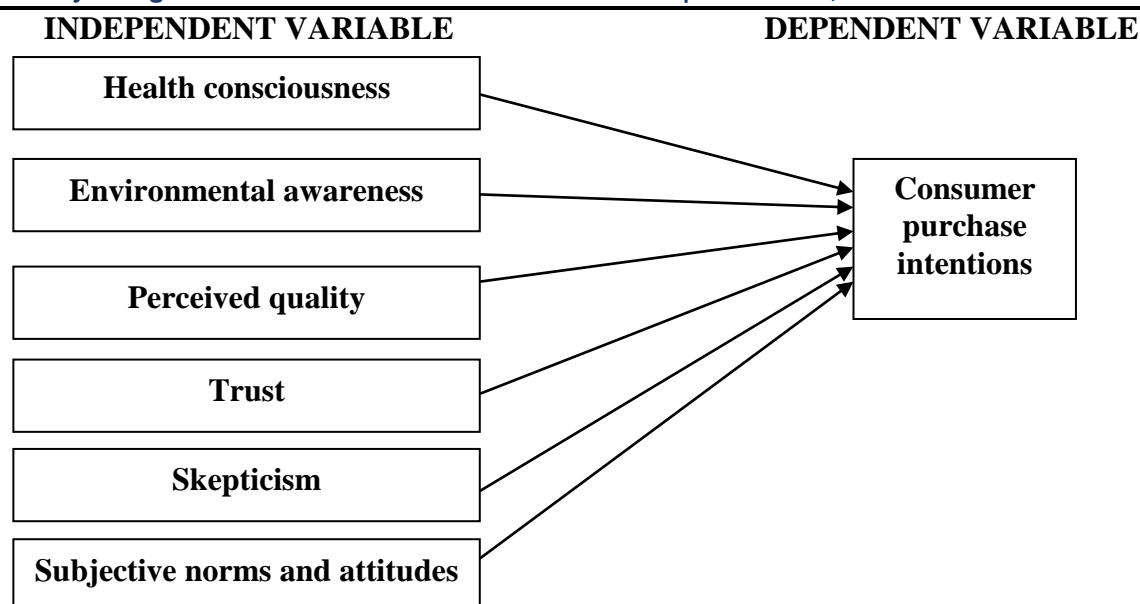 INDEPENDENT VARIABLE
DEPENDENT VARIABLE
Health consciousness
Environmental awareness
Perceived quality
Trust
Skepticism
Subjective norms and attitudes
Consumer
purchase
intentions